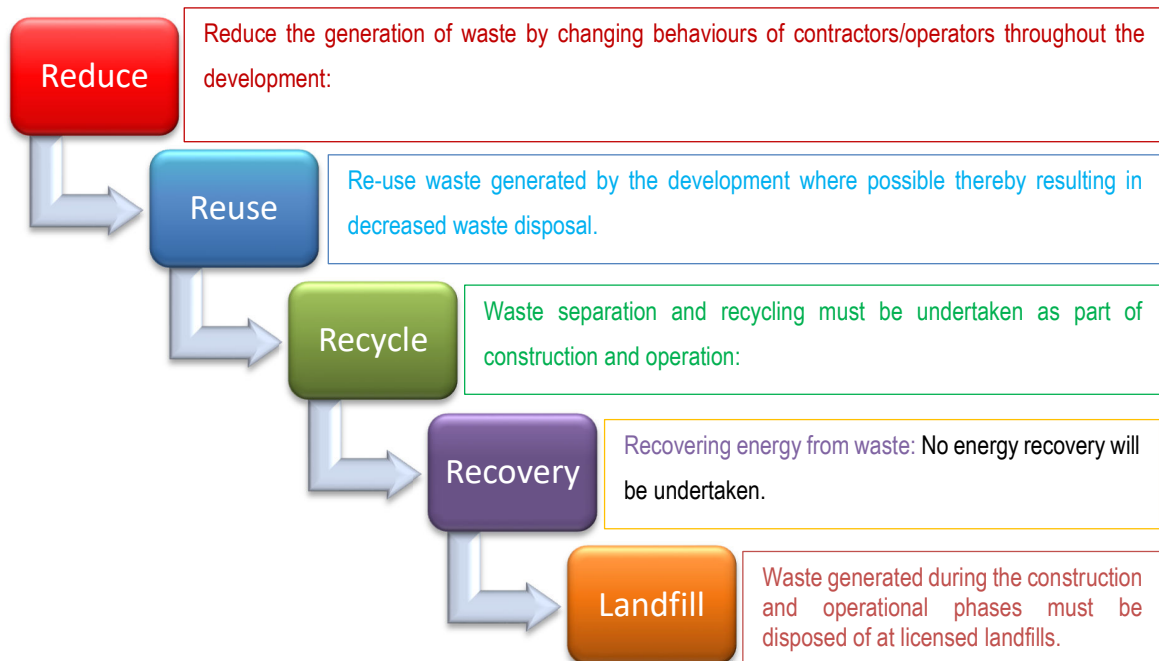 Reduce
Reduce the generation of waste by changing behaviours of contractors/operators throughout the
development:
Reuse
Re-use waste generated by the development where possible thereby resulting in
decreased waste disposal.
Recycle
Waste separation and recycling must be undertaken as part of
construction and operation:
Recovery
Recovering energy from waste: No energy recovery will
be undertaken.
Landfill
Waste generated during the construction
and operational phases must be
disposed of at licensed landfills.